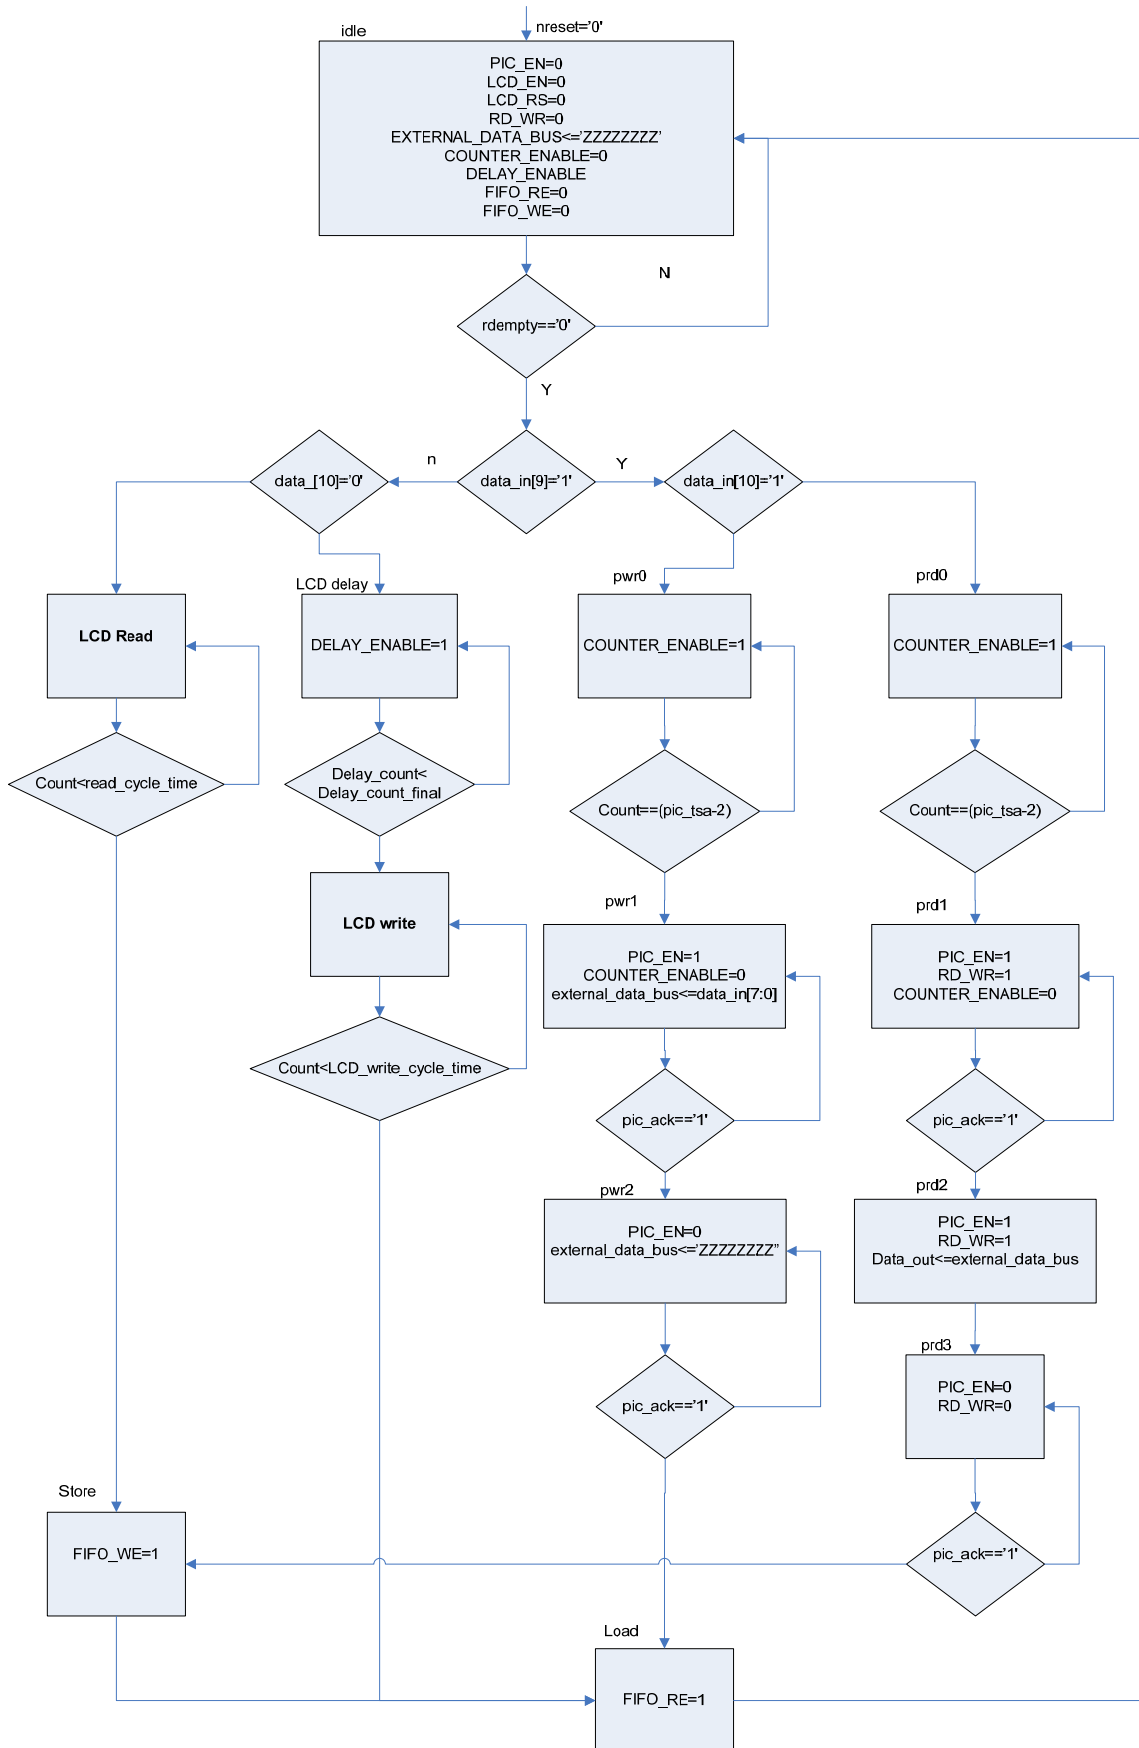 nreset='0'
idle
PIC_EN=0
LCD_EN=0
LCD_RS=0
RD_WR=0
EXTERNAL_DATA_BUS<='ZZZZZZZZ'
COUNTER_ENABLE=0
DELAY_ENABLE
FIFO_RE=0
FIFO_WE=0
N
rdempty=='0'
Y
data_[10]='0'
n
data_in[9]='1'
Y
data_in[10]='1'
LCD delay
pwr0
prd0
LCD Read
DELAY_ENABLE=1
COUNTER_ENABLE=1
COUNTER_ENABLE=1
Count<read_cycle_time
Delay_count<
Delay_count_final
Count==(pic_tsa-2)
Count==(pic_tsa-2)
pwr1
prd1
LCD write
PIC_EN=1
COUNTER_ENABLE=0
external_data_bus<=data_in[7:0]
PIC_EN=1
RD_WR=1
COUNTER_ENABLE=0
Count<LCD_write_cycle_time
pic_ack=='1'
pic_ack=='1'
pwr2
prd2
PIC_EN=0
external_data_bus<='ZZZZZZZZ"
PIC_EN=1
RD_WR=1
Data_out<=external_data_bus
prd3
PIC_EN=0
RD_WR=0
pic_ack=='1'
Store
FIFO_WE=1
pic_ack=='1'
Load
FIFO_RE=1